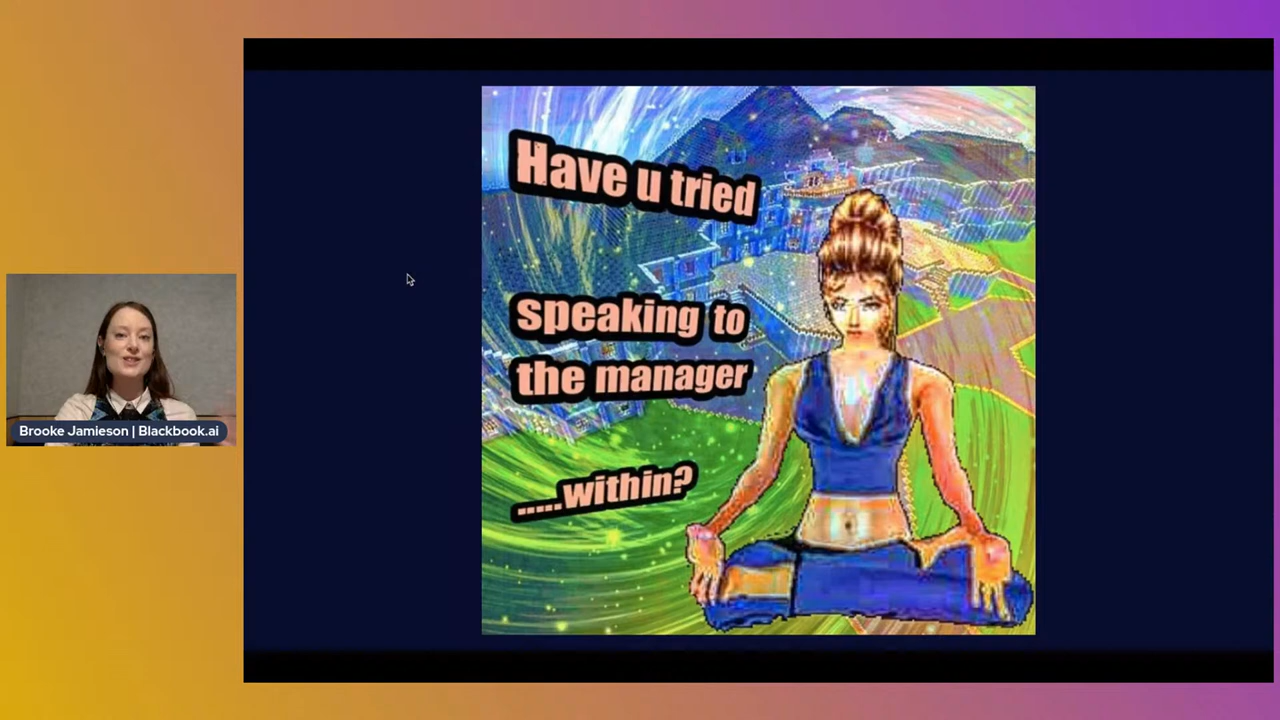 Have u tried
speaking to
the manager
.....within?
Brooke Jamieson | Blackbook.ai